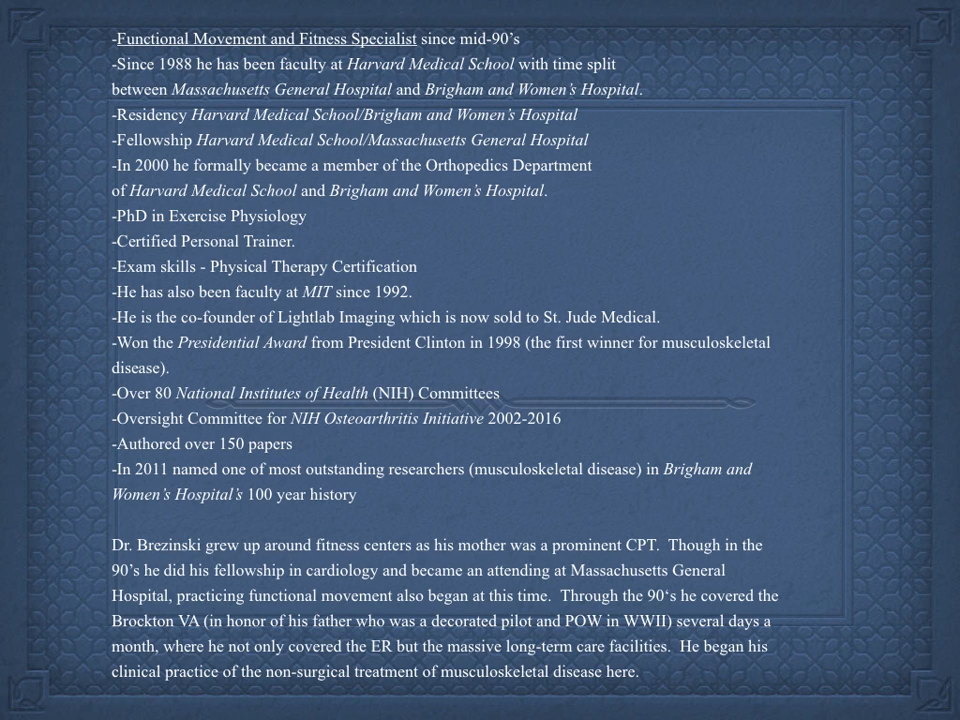 -Functional Movement and Fitness Specialist since mid-90’s
-Since 1988 he has been faculty at Harvard Medical School with time split
between Massachusetts General Hospital and Brigham and Women’s Hospital.
-Residency Harvard Medical School/Brigham and Women’s Hospital
-Fellowship Harvard Medical School/Massachusetts General Hospital
-In 2000 he formally became a member of the Orthopedics Department
of Harvard Medical School and Brigham and Women’s Hospital.
-PhD in Exercise Physiology
-Certified Personal Trainer.
-Exam skills - Physical Therapy Certification
-He has also been faculty at MIT since 1992.
-He is the co-founder of Lightlab Imaging which is now sold to St. Jude Medical.
-Won the Presidential Award from President Clinton in 1998 (the first winner for musculoskeletal
disease).
-Over 80 National Institutes of Health (NIH) Committees
-Oversight Committee for NIH Osteoarthritis Initiative 2002-2016
-Authored over 150 papers
-In 2011 named one of most outstanding researchers (musculoskeletal disease) in Brigham and
Women’s Hospital’s 100 year history
Dr. Brezinski grew up around fitness centers as his mother was a prominent CPT.  Though in the
90’s he did his fellowship in cardiology and became an attending at Massachusetts General
Hospital, practicing functional movement also began at this time.  Through the 90‘s he covered the
Brockton VA (in honor of his father who was a decorated pilot and POW in WWII) several days a
month, where he not only covered the ER but the massive long-term care facilities.  He began his
clinical practice of the non-surgical treatment of musculoskeletal disease here.